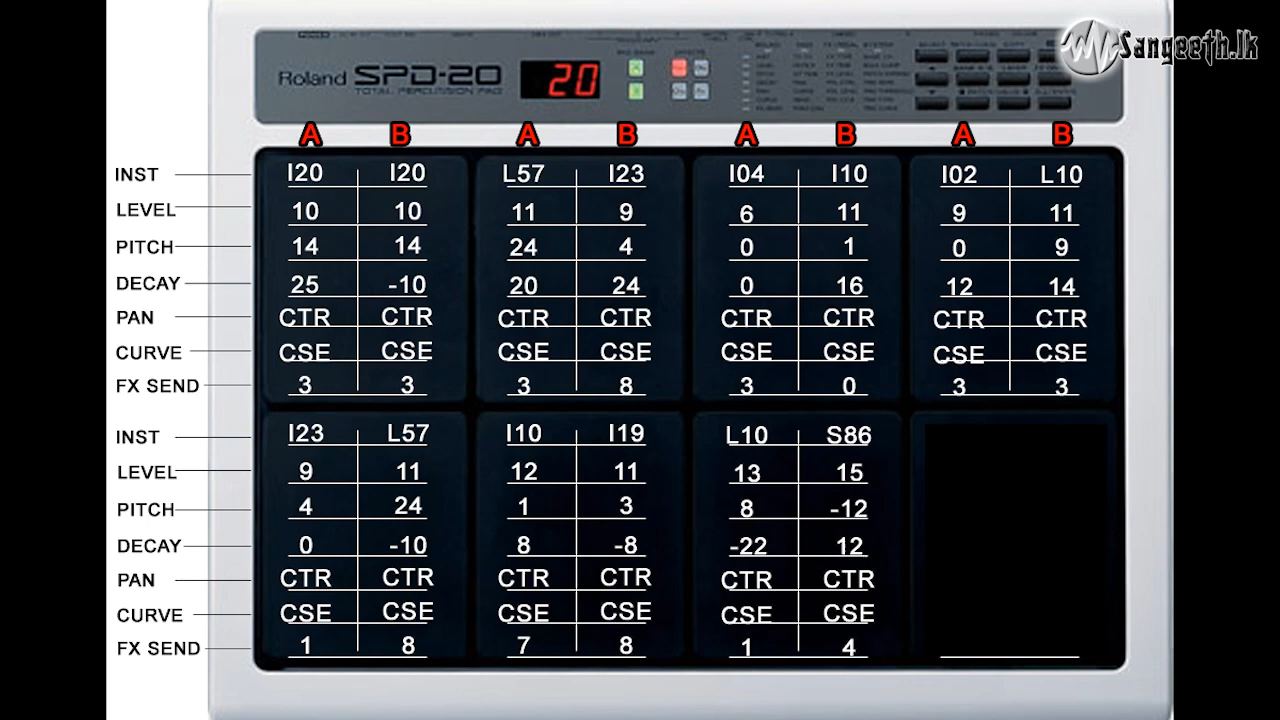 Sangeeth.lk
Roland SPD-20
TOTAL PERCUSSION PAD
20
A B A B A B A B
INST I20 I20 L57 I23 I04 I10 I02 L10
LEVEL 10 10 11 9 6 11 9 11
PITCH 14 14 24 4 0 1 0 9
DECAY 25 -10 20 24 0 16 12 14
PAN CTR CTR CTR CTR CTR CTR CTR CTR
CURVE CSE CSE CSE CSE CSE CSE CSE CSE
FX SEND 3 3 3 8 3 0 3 3
INST I23 L57 I10 I19 L10 S86
LEVEL 9 11 12 11 13 15
PITCH 4 24 1 3 8 -12
DECAY 0 -10 8 -8 -22 12
PAN CTR CTR CTR CTR CTR CTR
CURVE CSE CSE CSE CSE CSE CSE
FX SEND 1 8 7 8 1 4